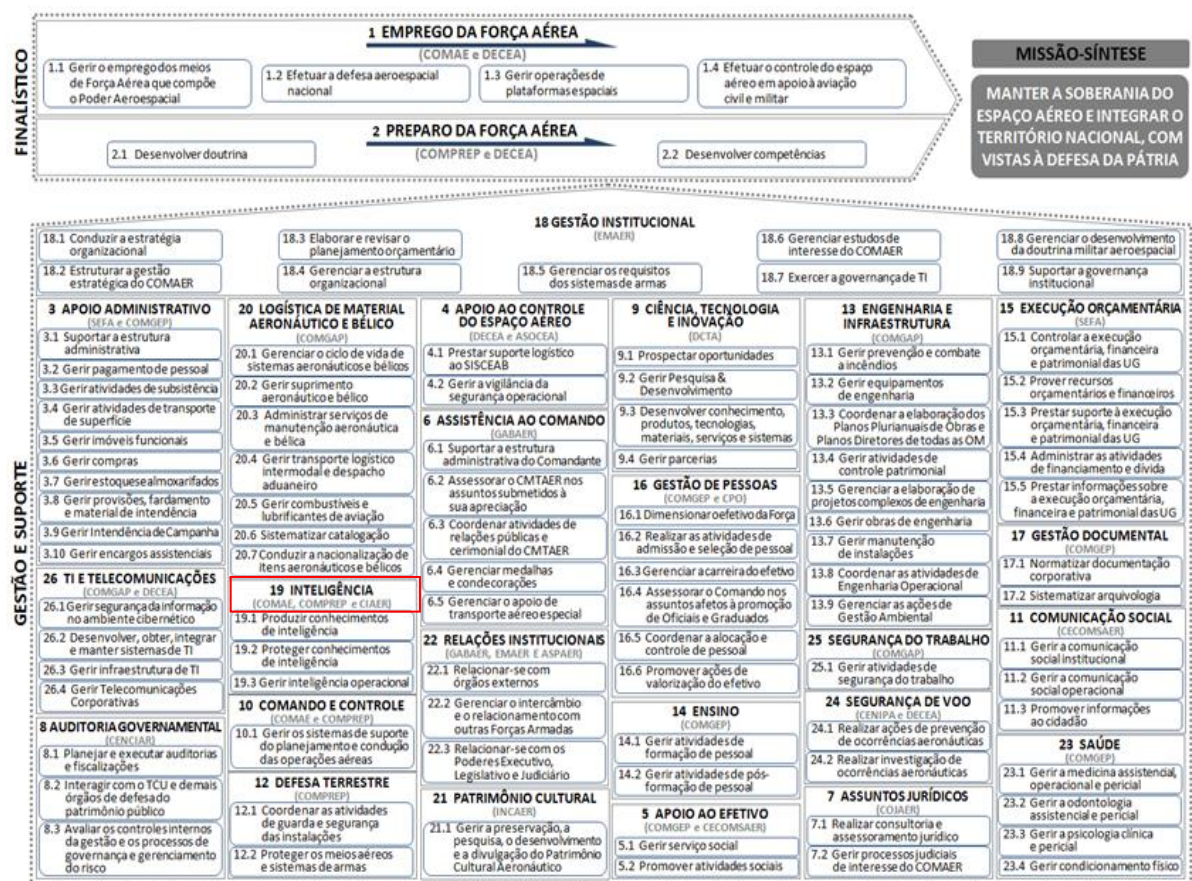 FINALÍSTICO
1 EMPREGO DA FORÇA AÉREA
(COMAE e DECEA)
1.1 Gerir o emprego dos meios
de Força Aérea que compõe
o Poder Aeroespacial
1.2 Efetuar a defesa aeroespacial
nacional
1.3 Gerir operações de
plataformas espaciais
1.4 Efetuar o controle do espaço
aéreo em apoio à aviação
civil e militar
2 PREPARO DA FORÇA AÉREA
(COMPREP e DECEA)
2.1 Desenvolver doutrina
2.2 Desenvolver competências
MISSÃO-SÍNTESE
MANTER A SOBERANIA DO
ESPAÇO AÉREO E INTEGRAR O
TERRITÓRIO NACIONAL, COM
VISTAS À DEFESA DA PÁTRIA
GESTÃO E SUPORTE
18 GESTÃO INSTITUCIONAL
(EMAER)
18.1 Conduzir a estratégia
organizacional
18.2 Estruturar a gestão
estratégica do COMAER
18.3 Elaborar e revisar o
planejamento orçamentário
18.4 Gerenciar a estrutura
organizacional
18.5 Gerenciar os requisitos
dos sistemas de armas
18.6 Gerenciar estudos de
interesse do COMAER
18.7 Exercer a governança de TI
18.8 Gerenciar o desenvolvimento
da doutrina militar aeroespacial
18.9 Suportar a governança
institucional
3 APOIO ADMINISTRATIVO
(SEFA e COMGEP)
3.1 Suportar a estrutura
administrativa
3.2 Gerir pagamento de pessoal
3.3 Gerir atividades de subsistência
3.4 Gerir atividades de transporte
de superfície
3.5 Gerir imóveis funcionais
3.6 Gerir compras
3.7 Gerir estoques e almoxarifados
3.8 Gerir provisões, fardamento
e material de intendência
3.9 Gerir Intendência de Campanha
3.10 Gerir encargos assistenciais
26 TI E TELECOMUNICAÇÕES
(COMGAP e DECEA)
26.1 Gerir segurança da informação
no ambiente cibernético
26.2 Desenvolver, obter, integrar
e manter sistemas de TI
26.3 Gerir infraestrutura de TI
26.4 Gerir Telecomunicações
Corporativas
8 AUDITORIA GOVERNAMENTAL
(CENCIAR)
8.1 Planejar e executar auditorias
e fiscalizações
8.2 Interagir com o TCU e demais
órgãos de defesa do
patrimônio público
8.3 Avaliar os controles internos
da gestão e os processos de
governança e gerenciamento
do risco
20 LOGÍSTICA DE MATERIAL
AERONÁUTICO E BÉLICO
(COMGAP)
20.1 Gerenciar o ciclo de vida de
sistemas aeronáuticos e bélicos
20.2 Gerir suprimento
aeronáutico e bélico
20.3 Administrar serviços de
manutenção aeronáutica
e bélica
20.4 Gerir transporte logístico
intermodal e despacho
aduaneiro
20.5 Gerir combustíveis e
lubrificantes de aviação
20.6 Sistematizar catalogação
20.7 Conduzir a nacionalização de
itens aeronáuticos e bélicos
19 INTELIGÊNCIA
(COMAE, COMPREP e CIAER)
19.1 Produzir conhecimentos
de inteligência
19.2 Proteger conhecimentos
de inteligência
19.3 Gerir inteligência operacional
10 COMANDO E CONTROLE
(COMAE e COMPREP)
10.1 Gerir os sistemas de suporte
do planejamento e condução
das operações aéreas
12 DEFESA TERRESTRE
(COMPREP)
12.1 Coordenar as atividades
de guarda e segurança
das instalações
12.2 Proteger os meios aéreos
e sistemas de armas
4 APOIO AO CONTROLE
DO ESPAÇO AÉREO
(DECEA e ASOCEA)
4.1 Prestar suporte logístico
ao SISCEAB
4.2 Gerir a vigilância da
segurança operacional
6 ASSISTÊNCIA AO COMANDO
(GABAER)
6.1 Suportar a estrutura
administrativa do Comandante
6.2 Assessorar o CMTAER nos
assuntos submetidos à
sua apreciação
6.3 Coordenar atividades de
relações públicas e
cerimonial do CMTAER
6.4 Gerir medalhas
e condecorações
6.5 Gerenciar o apoio de
transporte aéreo especial
22 RELAÇÕES INSTITUCIONAIS
(GABAER, EMAER E ASPAER)
22.1 Relacionar-se com
órgãos externos
22.2 Gerenciar o intercâmbio
e o relacionamento com
outras Forças Armadas
22.3 Relacionar-se com os
Poderes Executivo,
Legislativo e Judiciário
21 PATRIMÔNIO CULTURAL
(INCAER)
21.1 Gerir a preservação, a
pesquisa, o desenvolvimento
e a divulgação do Patrimônio
Cultural Aeronáutico
9 CIÊNCIA, TECNOLOGIA
E INOVAÇÃO
(DCTA)
9.1 Prospectar oportunidades
9.2 Gerir Pesquisa &
Desenvolvimento
9.3 Desenvolver conhecimento,
produtos, tecnologias,
materiais, serviços e sistemas
9.4 Gerir parcerias
16 GESTÃO DE PESSOAS
(COMGEP e CPO)
16.1 Dimensionar o efetivo da Força
16.2 Realizar as atividades de
admissão e seleção de pessoal
16.3 Gerenciar a carreira do efetivo
16.4 Assessorar o Comando nos
assuntos afetos à promoção
de Oficiais e Graduados
16.5 Coordenar a alocação e
controle de pessoal
16.6 Promover ações de
valorização do efetivo
14 ENSINO
(COMGEP)
14.1 Gerir atividades de
formação de pessoal
14.2 Gerir atividades de pós-
formação de pessoal
5 APOIO AO EFETIVO
(COMGEP e CECOMSAER)
5.1 Gerir serviço social
5.2 Promover atividades sociais
13 ENGENHARIA E
INFRAESTRUTURA
(COMGAP)
13.1 Gerir prevenção e combate
a incêndios
13.2 Gerir equipamentos
de engenharia
13.3 Coordenar a elaboração dos
Planos Plurianuais de Obras e
Planos Diretores de todas as OM
13.4 Gerir atividades de
controle patrimonial
13.5 Gerenciar a elaboração de
projetos complexos de engenharia
13.6 Gerir obras de engenharia
13.7 Gerir manutenção
de instalações
13.8 Coordenar as atividades de
Engenharia Operacional
13.9 Gerenciar as ações de
Gestão Ambiental
25 SEGURANÇA DO TRABALHO
(COMGAP)
25.1 Gerir atividades de
segurança do trabalho
24 SEGURANÇA DE VOO
(CENIPA e DECEA)
24.1 Realizar ações de prevenção
de ocorrências aeronáuticas
24.2 Realizar investigação de
ocorrências aeronáuticas
7 ASSUNTOS JURÍDICOS
(COJAER)
7.1 Realizar consultoria e
assessoramento jurídico
7.2 Gerir processos judiciais
de interesse do COMAER
15 EXECUÇÃO ORÇAMENTÁRIA
(SEFA)
15.1 Controlar a execução
orçamentária, financeira
e patrimonial das UG
15.2 Prover recursos
orçamentários e financeiros
15.3 Prestar suporte à execução
orçamentária, financeira
e patrimonial das UG
15.4 Administrar as atividades
de financiamento e dívida
15.5 Prestar informações sobre
a execução orçamentária,
financeira e patrimonial das UG
17 GESTÃO DOCUMENTAL
(COMGEP)
17.1 Normatizar documentação
corporativa
17.2 Sistematizar arquivologia
11 COMUNICAÇÃO SOCIAL
(CECOMSAER)
11.1 Gerir a comunicação
social institucional
11.2 Gerir a comunicação
social operacional
11.3 Promover informações
ao cidadão
23 SAÚDE
(COMGEP)
23.1 Gerir a medicina assistencial,
operacional e pericial
23.2 Gerir a odontologia
assistencial e pericial
23.3 Gerir a psicologia clínica
e pericial
23.4 Gerir condicionamento físico